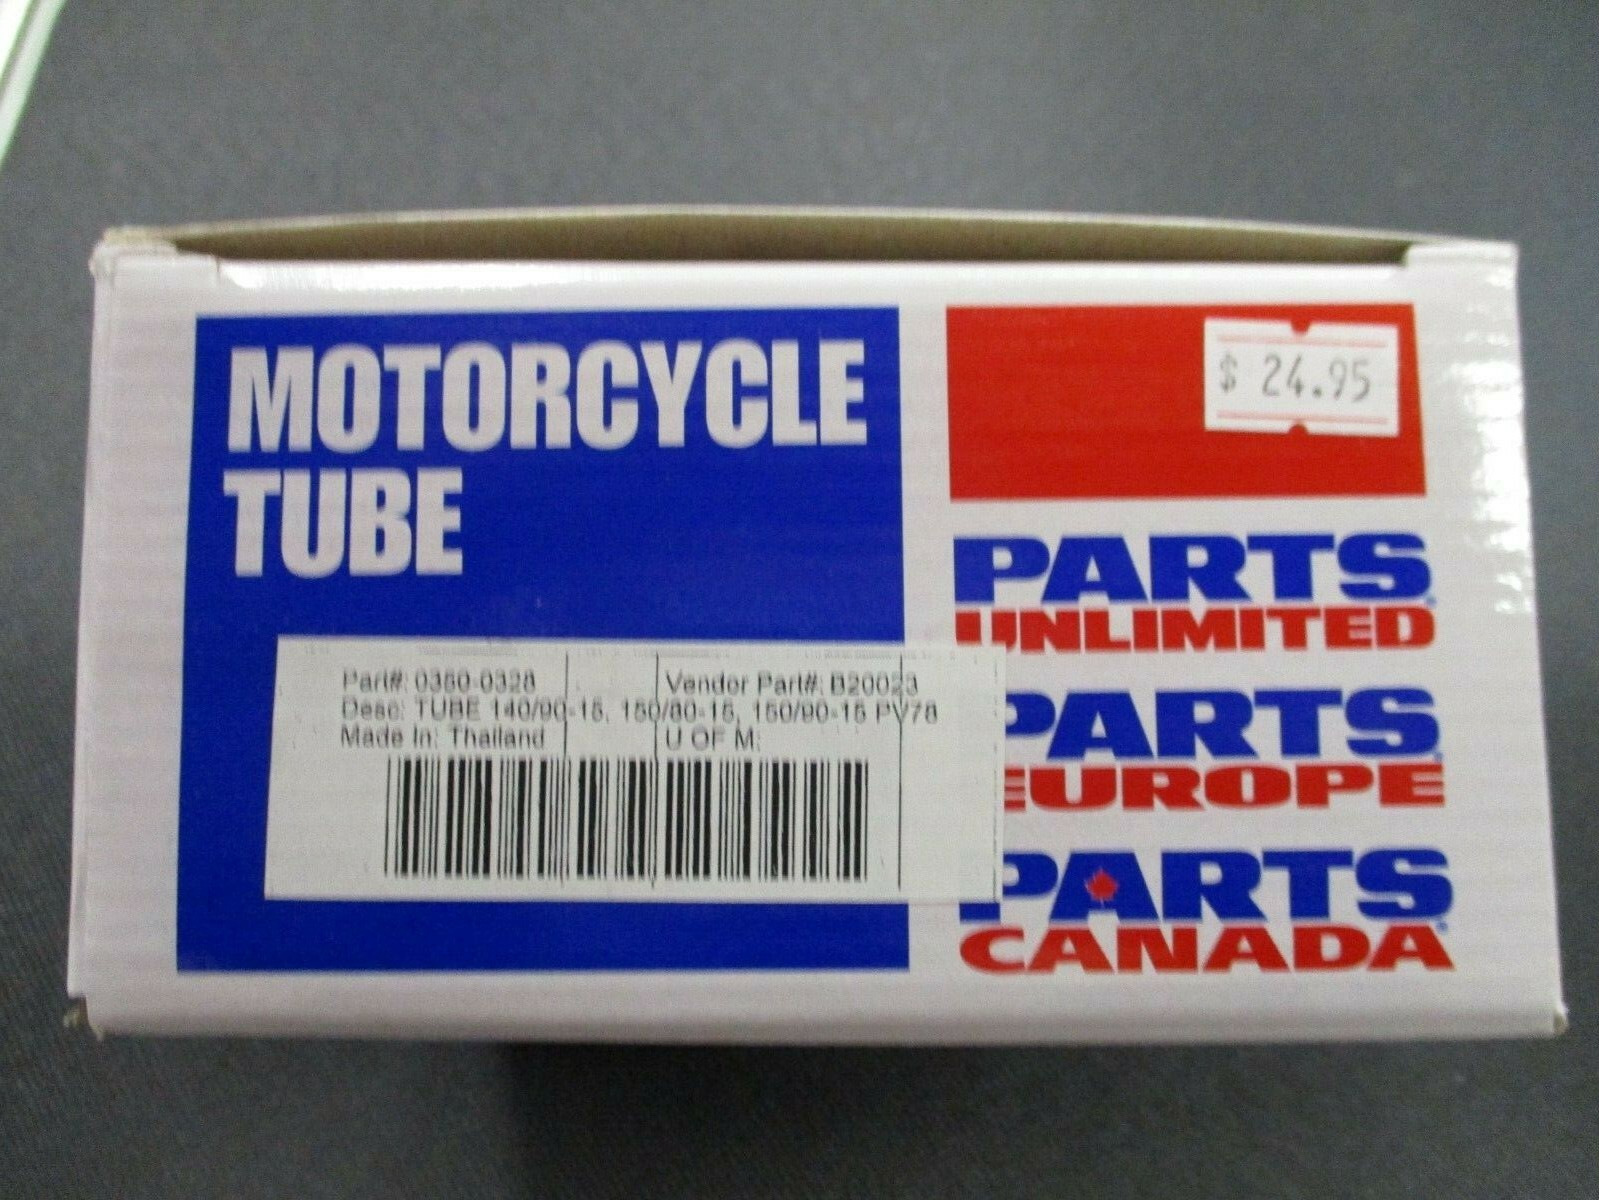 MOTORCYCLE
TUBE
$ 24.95
PARTS
UNLIMITED
PARTS
EUROPE
PARTS
CANADA
Part#: 0350-0328 Vendor Part#: B20023
Desc: TUBE 140/90-15, 150/80-15, 150/90-15 PV78
Made In: Thailand U OF M: